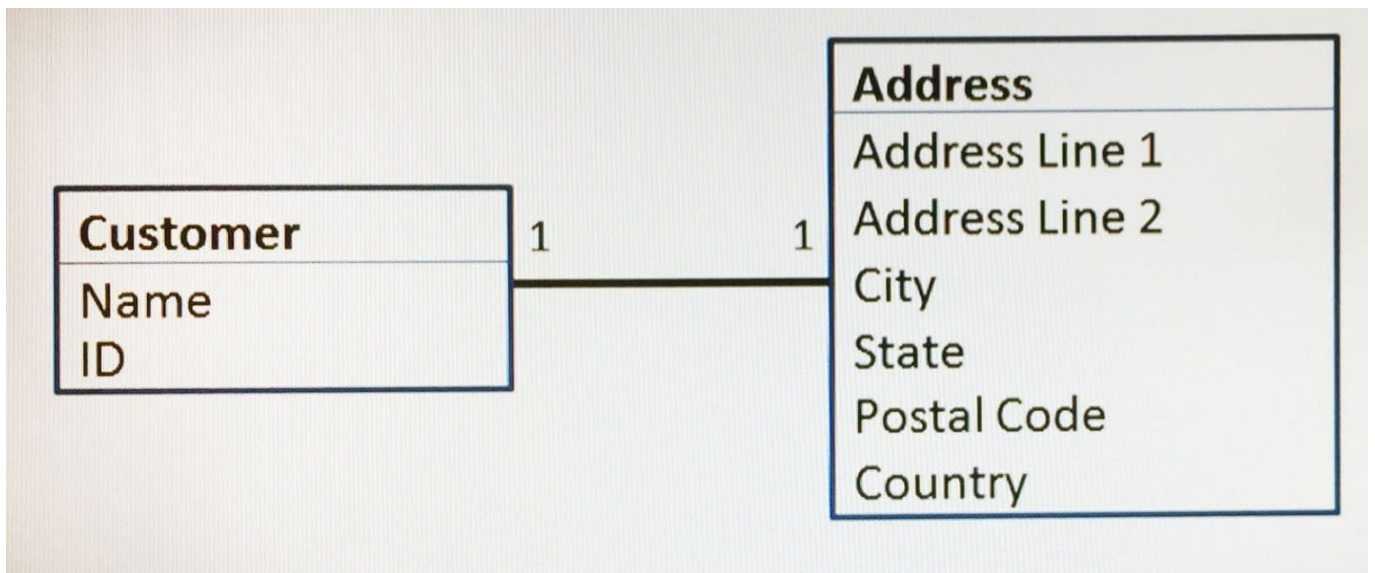 Customer
Name
ID
1
1
Address
Address Line 1
Address Line 2
City
State
Postal Code
Country